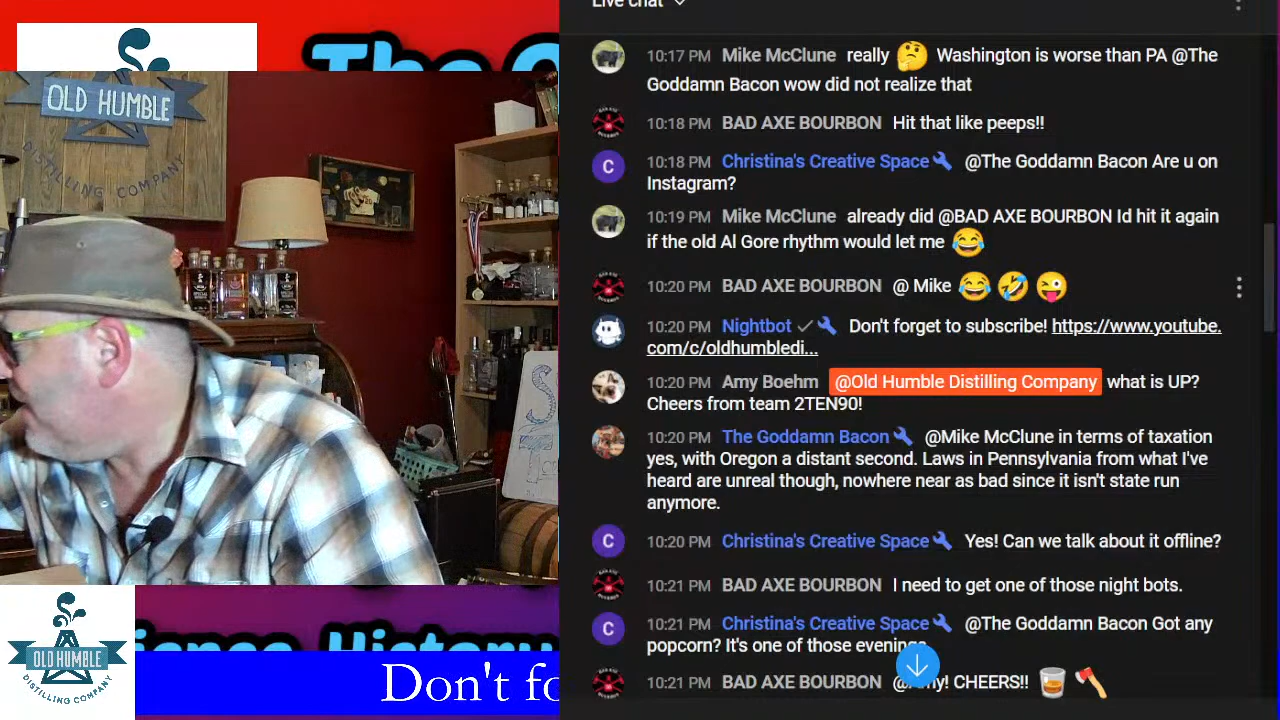 OLD HUMBLE
DISTILLING COMPANY
Live chat
10:17 PM Mike McClune really 🤔 Washington is worse than PA @The
Goddamn Bacon wow did not realize that
10:18 PM BAD AXE BOURBON Hit that like peeps!!
10:18 PM Christina's Creative Space @The Goddamn Bacon Are u on
Instagram?
10:19 PM Mike McClune already did @BAD AXE BOURBON Id hit it again
if the old Al Gore rhythm would let me 😂
10:20 PM BAD AXE BOURBON @ Mike 😂🤣😜
10:20 PM Nightbot Don't forget to subscribe! https://www.youtube.
com/c/oldhumbledi...
10:20 PM Amy Boehm @Old Humble Distilling Company what is UP?
Cheers from team 2TEN90!
10:20 PM The Goddamn Bacon @Mike McClune in terms of taxation
yes, with Oregon a distant second. Laws in Pennsylvania from what I've
heard are unreal though, nowhere near as bad since it isn't state run
anymore.
10:20 PM Christina's Creative Space Yes! Can we talk about it offline?
10:21 PM BAD AXE BOURBON I need to get one of those night bots.
10:21 PM Christina's Creative Space @The Goddamn Bacon Got any
popcorn? It's one of those evenings
10:21 PM BAD AXE BOURBON @Amy! CHEERS!! 🥃🪓
The
ience, History
OLD HUMBLE
DISTILLING COMPANY
Don't fo